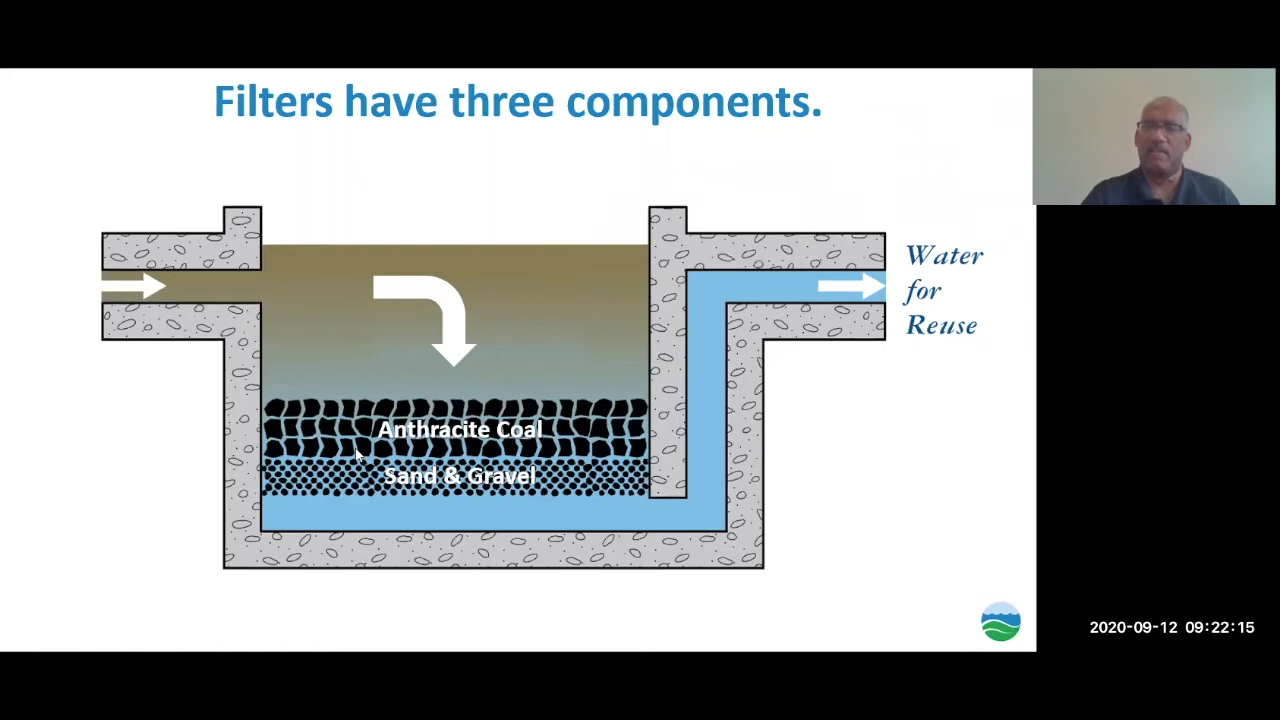 Filters have three components.
Water
for
Reuse
Anthracite Coal
Sand & Gravel
2020-09-12 09:22:15